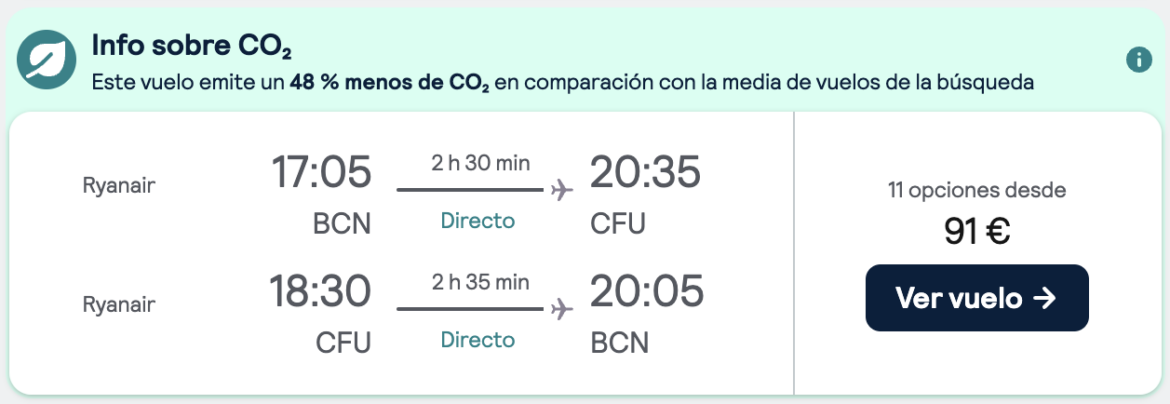 Info sobre CO₂
Este vuelo emite un 48 % menos de CO₂ en comparación con la media de vuelos de la búsqueda
Ryanair
17:05
BCN
2 h 30 min
Directo
20:35
CFU
Ryanair
18:30
CFU
2 h 35 min
Directo
20:05
BCN
11 opciones desde
91 €
Ver vuelo →